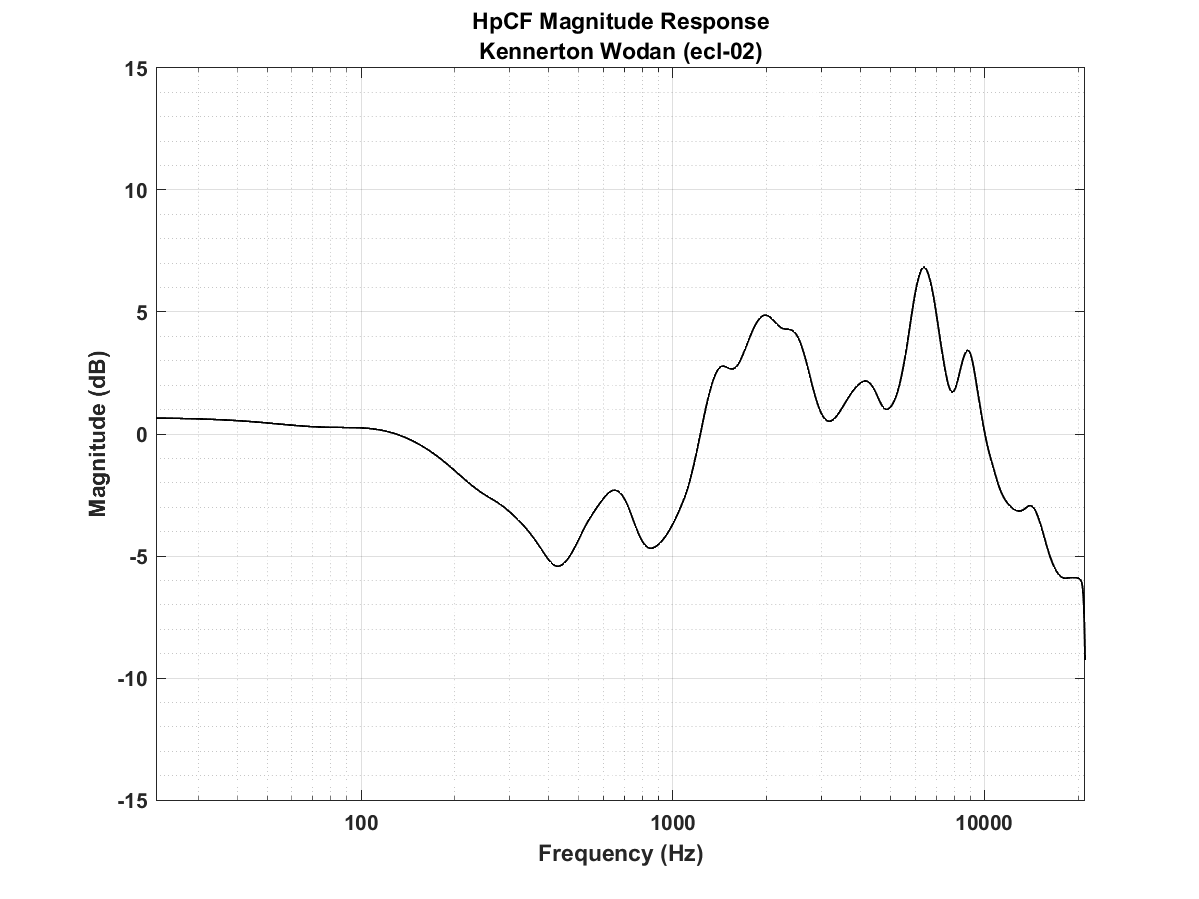 HpCF Magnitude Response
Kennerton Wodan (ecl-02)
15
10
5
0
-5
-10
-15
Magnitude (dB)
100
1000
10000
Frequency (Hz)